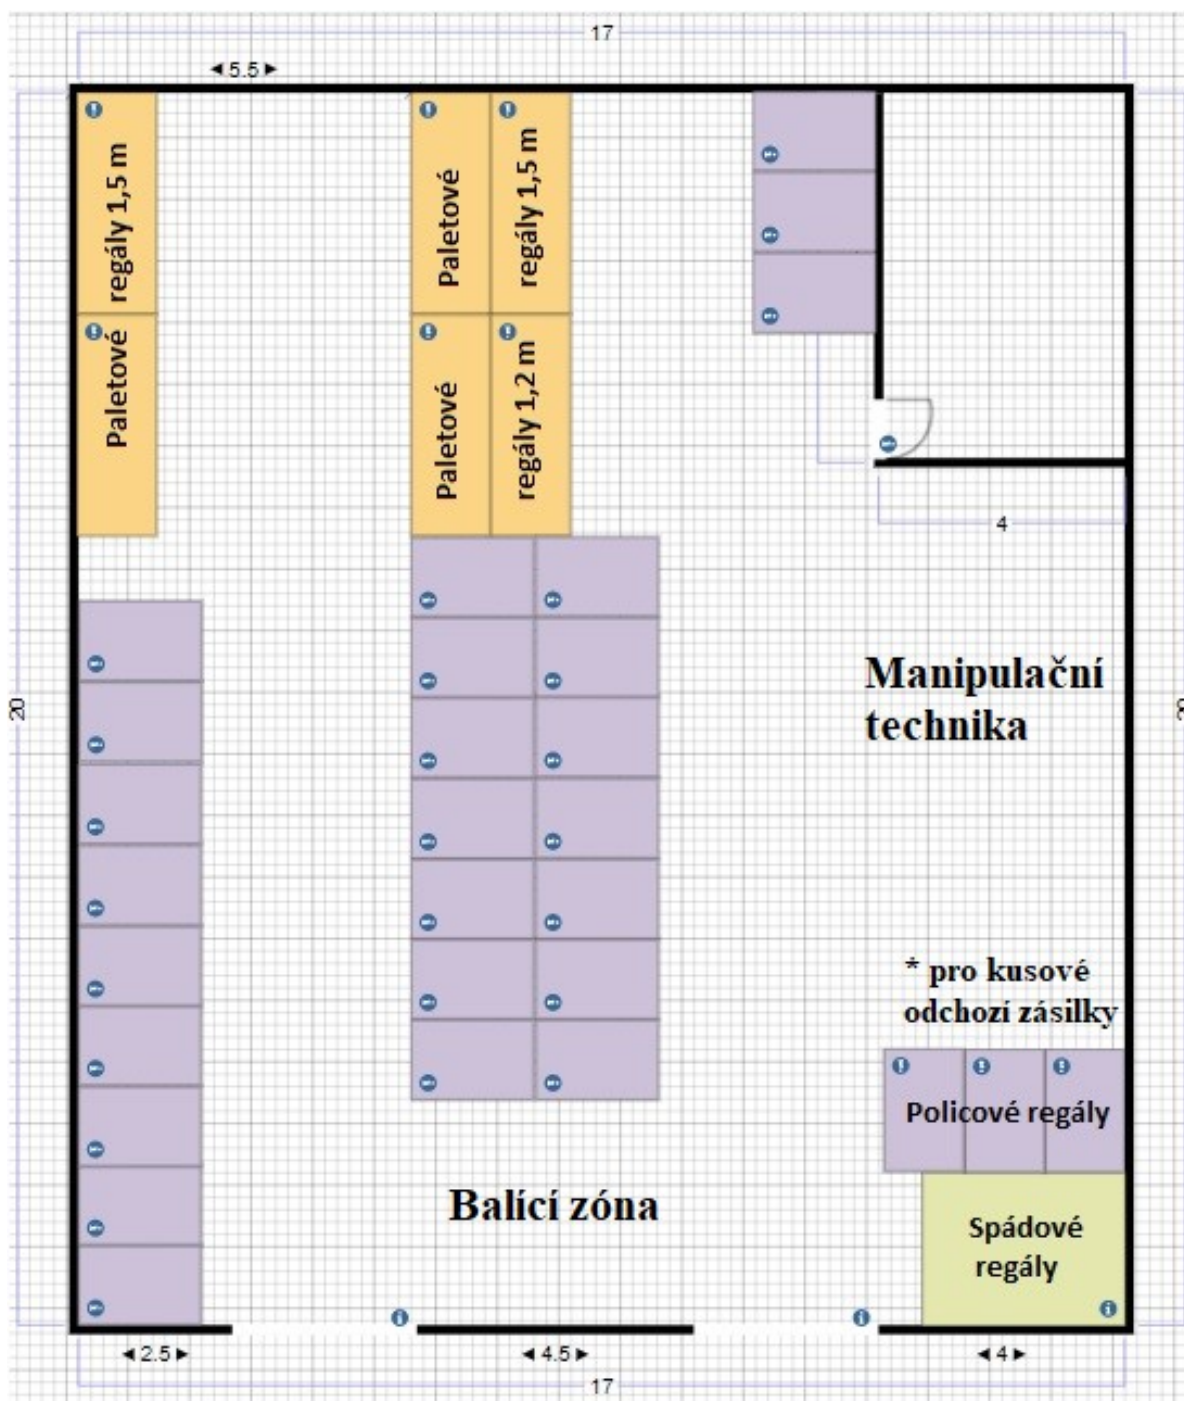 17
5.5
Paletové
regály 1,5 m
Paletové
regály 1,5 m
Paletové
regály 1,2 m
4
20
Manipulační
technika
* pro kusové
odchozí zásilky
Policové regály
Balící zóna
Spádové
regály
2.5
4.5
4
17